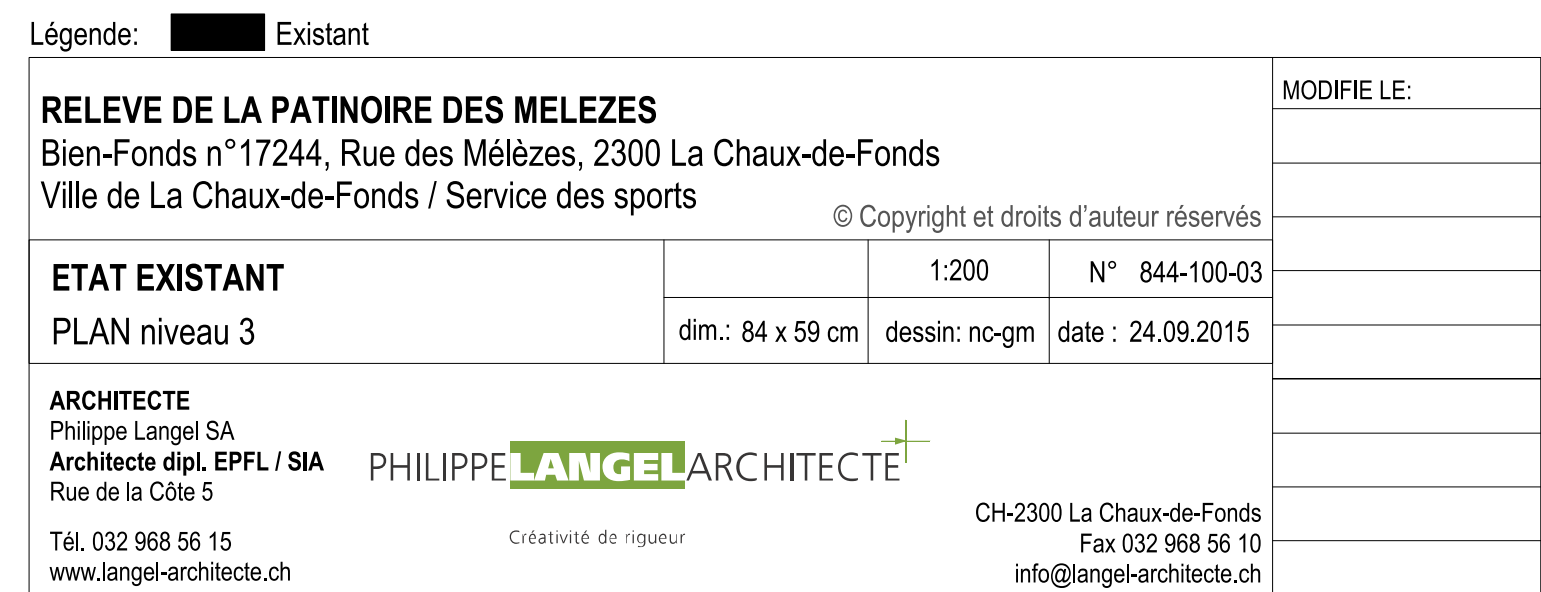 Légende: Existant
RELEVE DE LA PATINOIRE DES MELEZES
Bien-Fonds n°17244, Rue des Mélèzes, 2300 La Chaux-de-Fonds
Ville de La Chaux-de-Fonds / Service des sports
© Copyright et droits d'auteur réservés
MODIFIE LE:
ETAT EXISTANT
1:200
N° 844-100-03
PLAN niveau 3
dim.: 84 x 59 cm
dessin: nc-gm
date : 24.09.2015
ARCHITECTE
Philippe Langel SA
Architecte dipl. EPFL / SIA
Rue de la Côte 5
Tél. 032 968 56 15
www.langel-architecte.ch
PHILIPPELANGELARCHITECTE
Créativité de rigueur
CH-2300 La Chaux-de-Fonds
Fax 032 968 56 10
info@langel-architecte.ch